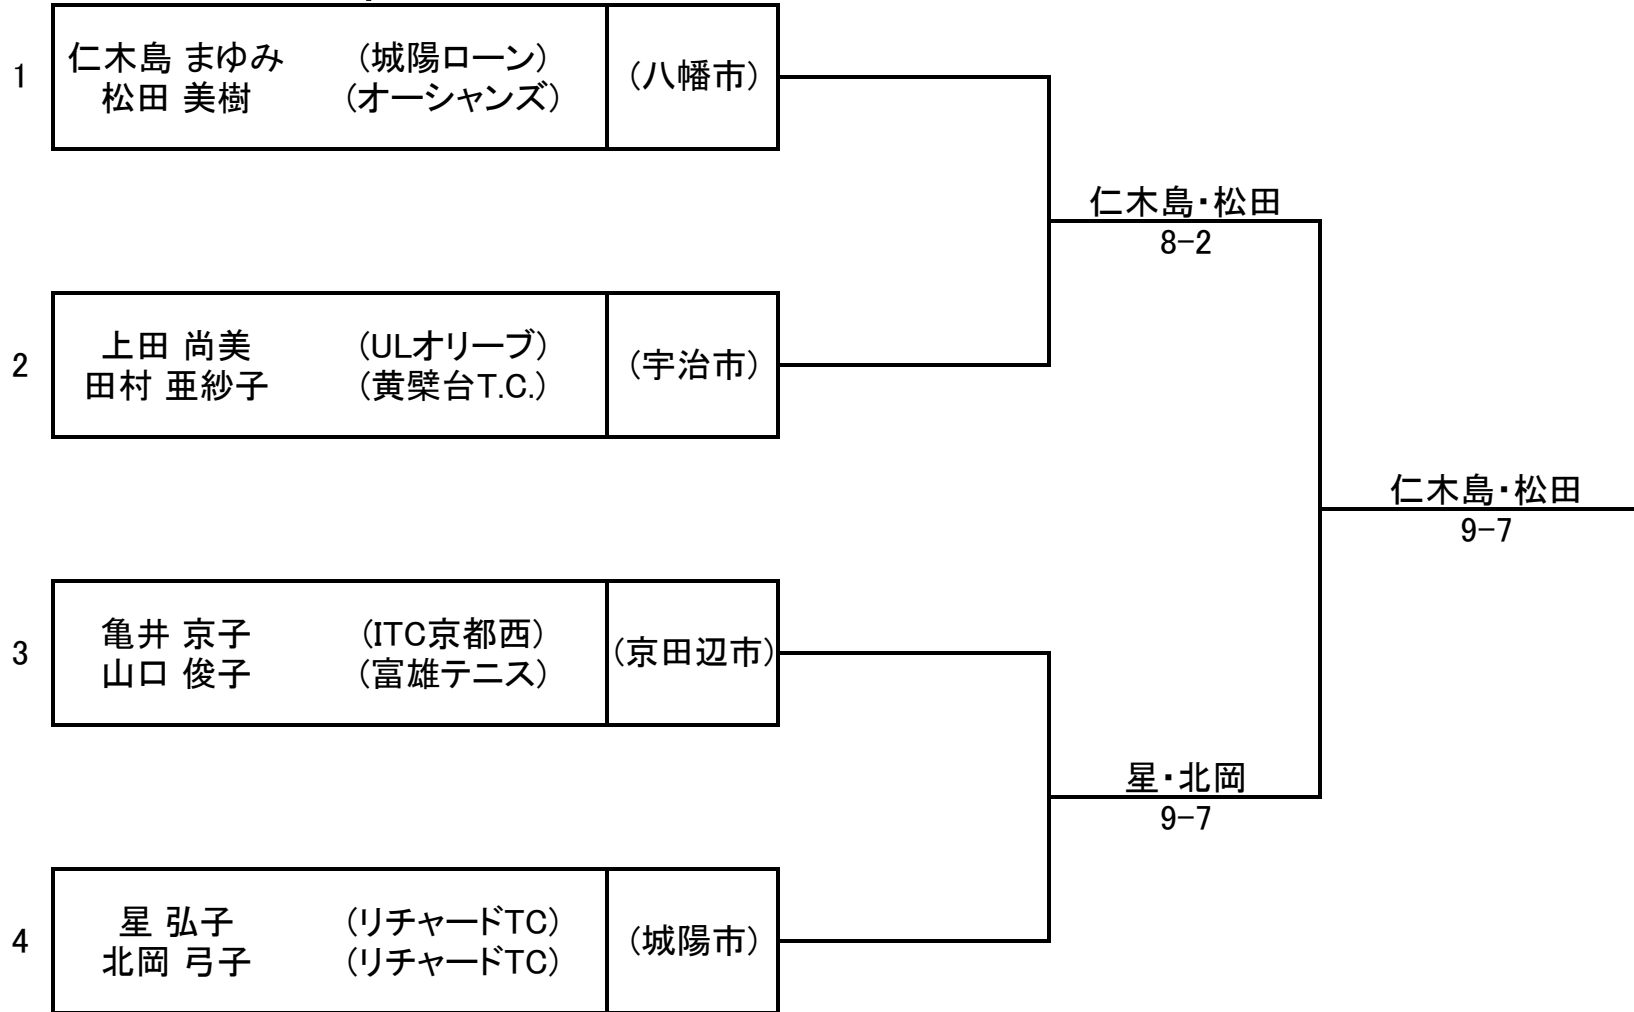 1
仁木島 まゆみ (城陽ローン)
松田 美樹 (オーシャンズ)
(八幡市)
仁木島・松田
8-2
2
上田 尚美 (ULオリーブ)
田村 亜紗子 (黄檗台T.C.)
(宇治市)
仁木島・松田
9-7
3
亀井 京子 (ITC京都西)
山口 俊子 (富雄テニス)
(京田辺市)
星・北岡
9-7
4
星 弘子 (リチャードTC)
北岡 弓子 (リチャードTC)
(城陽市)